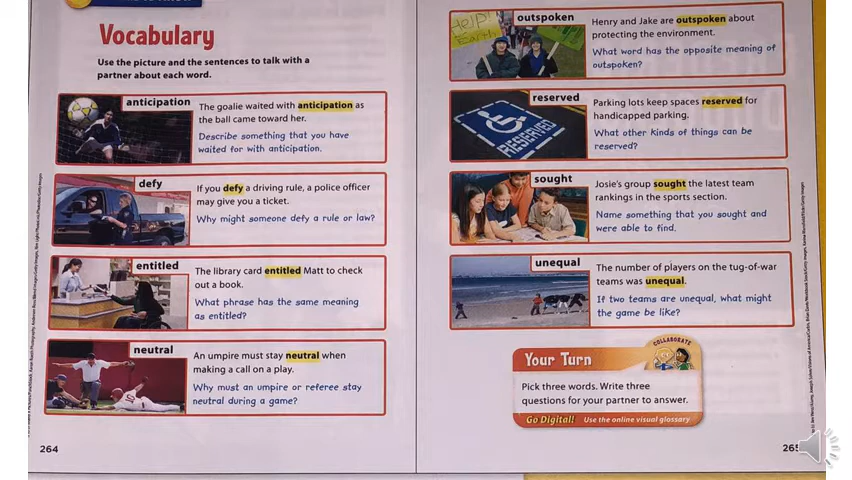 Vocabulary
Use the picture and the sentences to talk with a
partner about each word.
anticipation
The goalie waited with anticipation as
the ball came toward her.
Describe something that you have
waited for with anticipation.
defy
If you defy a driving rule, a police officer
may give you a ticket.
Why might someone defy a rule or law?
entitled
The library card entitled Matt to check
out a book.
What phrase has the same meaning
as entitled?
neutral
An umpire must stay neutral when
making a call on a play.
Why must an umpire or referee stay
neutral during a game?
264
Help!
Earth
outspoken
Henry and Jake are outspoken about
protecting the environment.
What word has the opposite meaning of
outspoken?
reserved
RESERVED
Parking lots keep spaces reserved for
handicapped parking.
What other kinds of things can be
reserved?
sought
Josie's group sought the latest team
rankings in the sports section.
Name something that you sought and
were able to find.
unequal
The number of players on the tug-of-war
teams was unequal.
If two teams are unequal, what might
the game be like?
COLLABORATE
Your Turn
Pick three words. Write three
questions for your partner to answer.
Go Digital! Use the online visual glossary
265